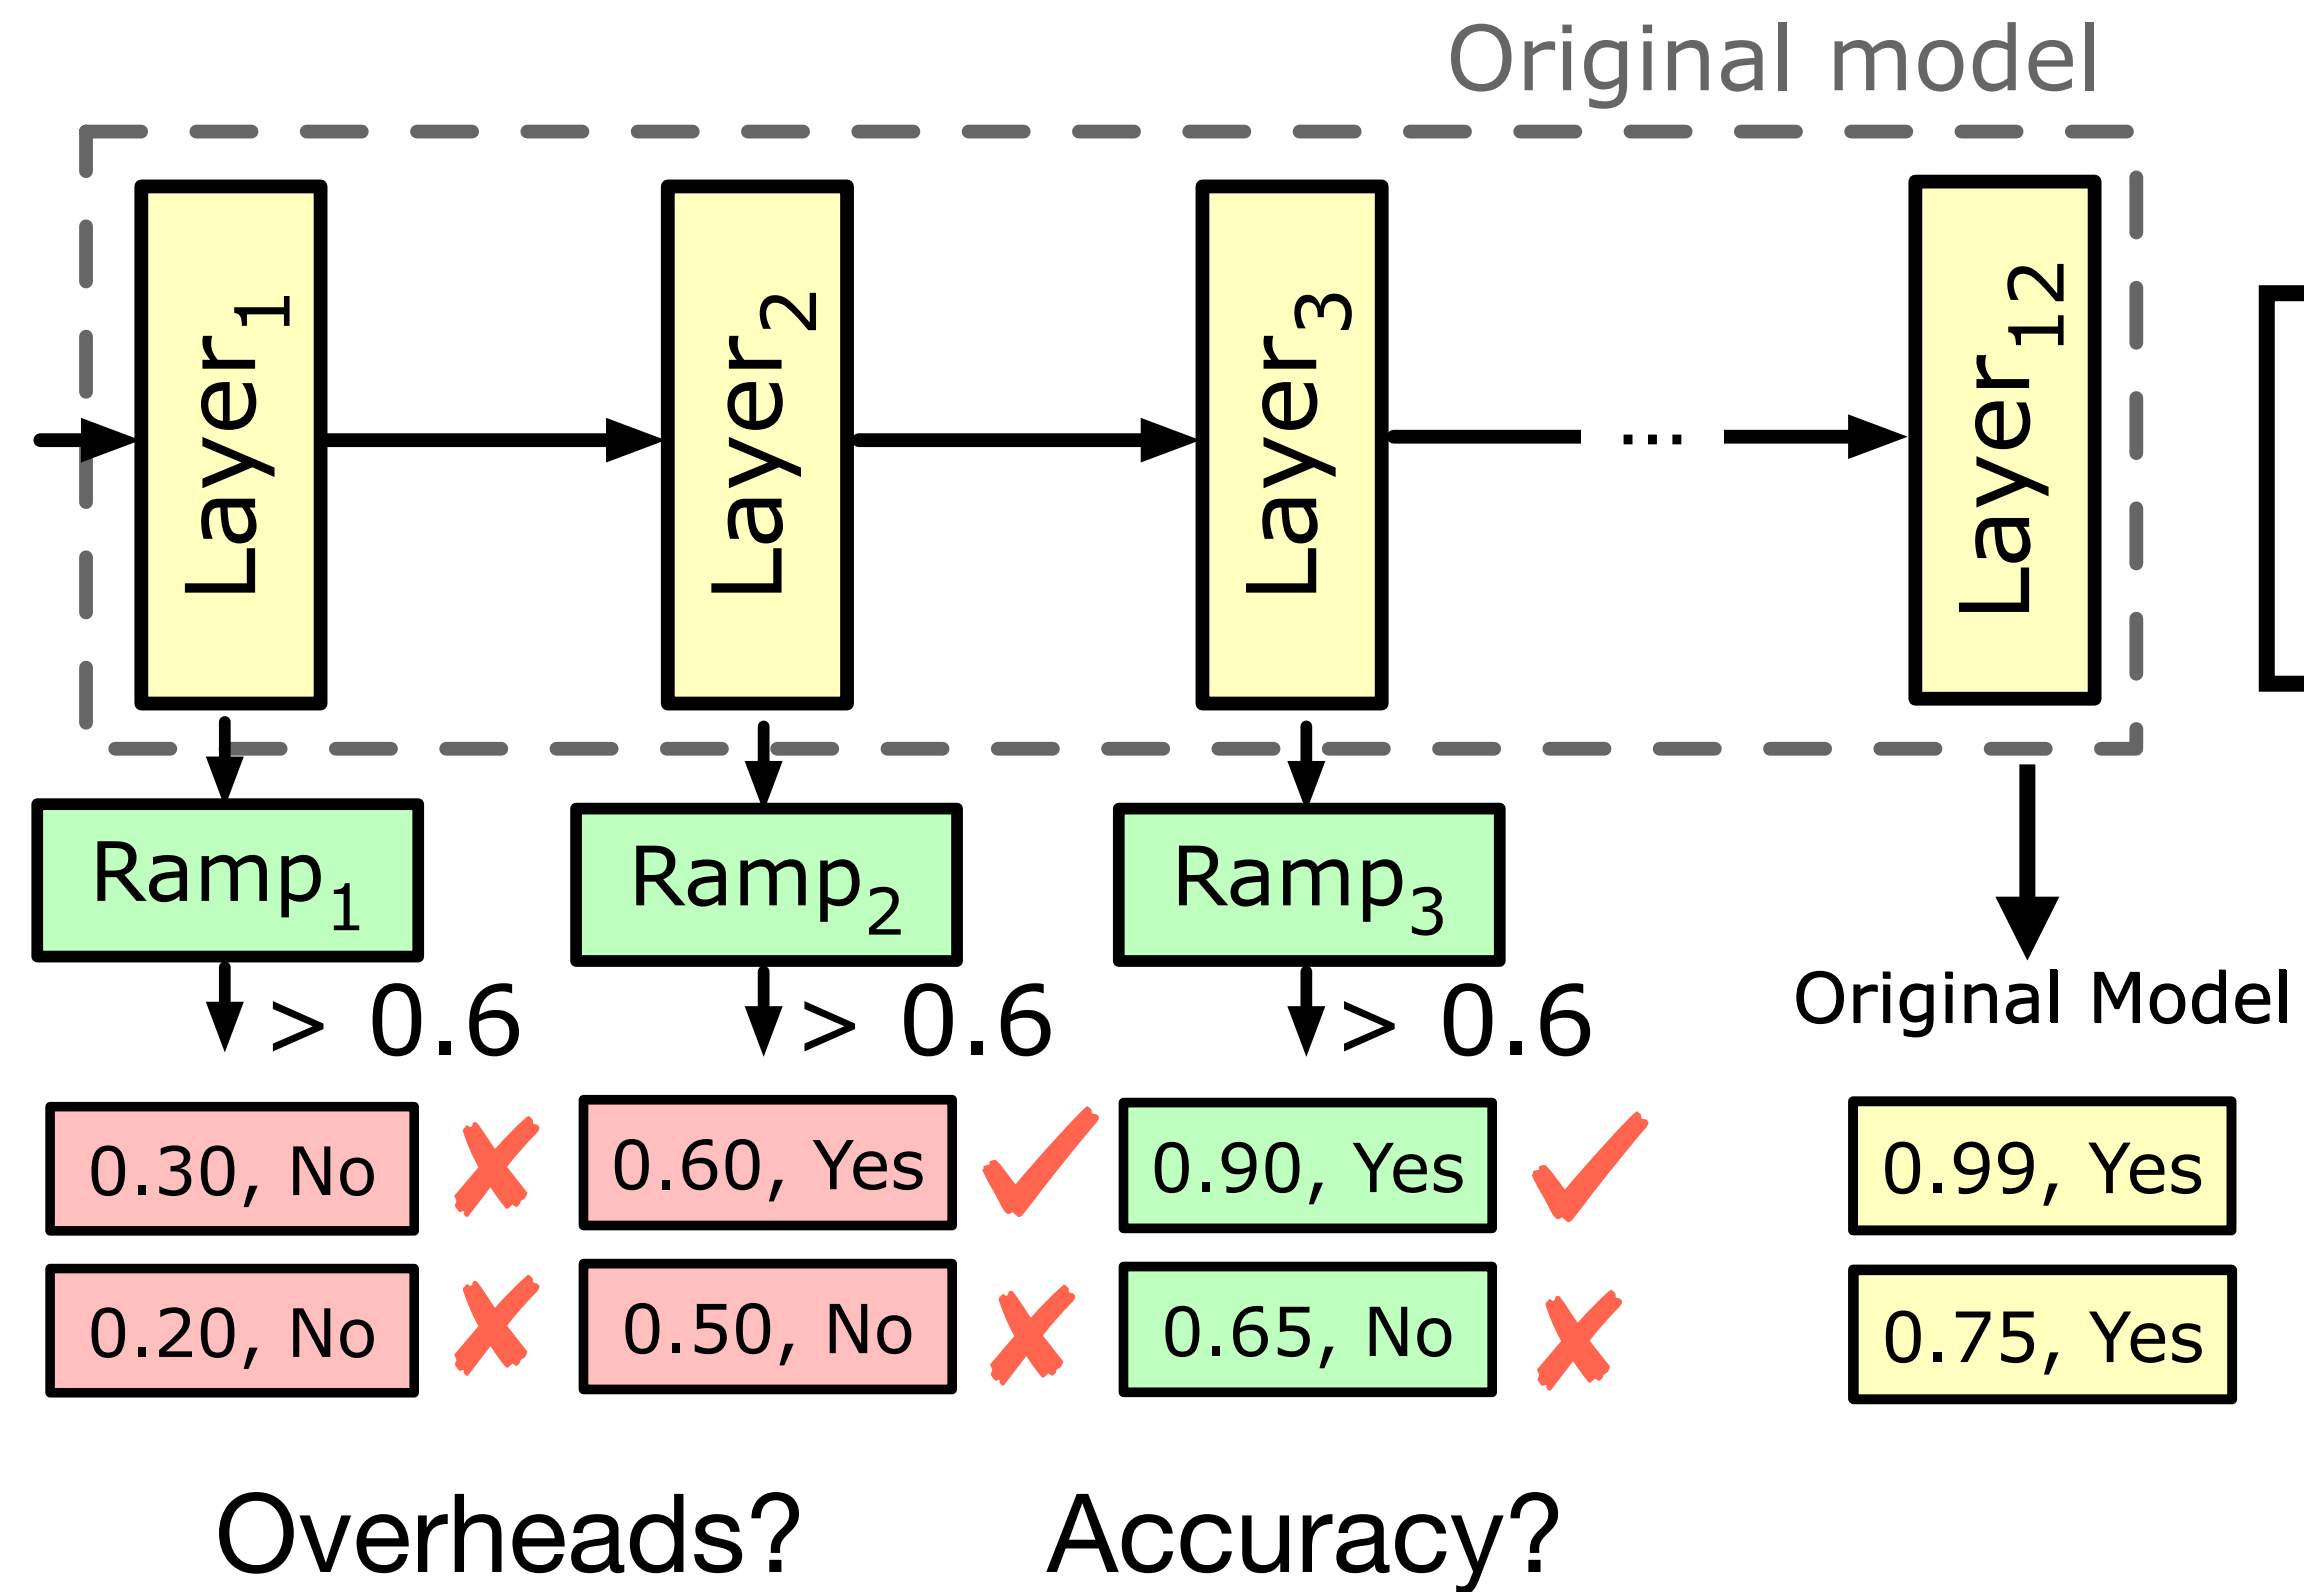 Original model
Layer1 Layer2 Layer3 ... Layer12
Ramp1 Ramp2 Ramp3
> 0.6 > 0.6 > 0.6 Original Model
0.30, No ✘ 0.60, Yes ✓ 0.90, Yes ✓ 0.99, Yes
0.20, No ✘ 0.50, No ✘ 0.65, No ✘ 0.75, Yes
Overheads? Accuracy?